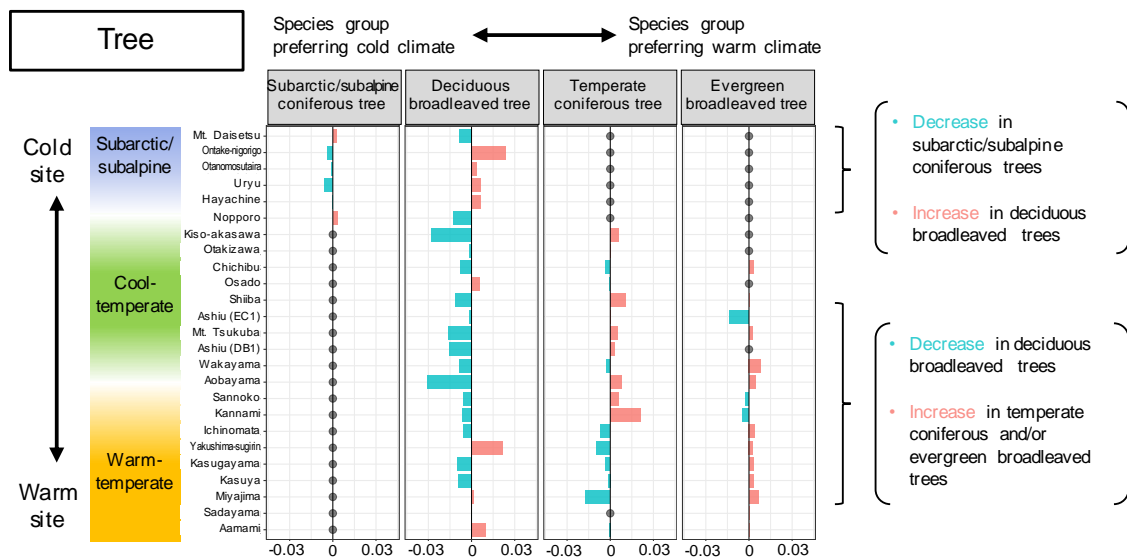 Tree
Species group
preferring cold climate
Species group
preferring warm climate
Subarctic/subalpine
coniferous tree
Deciduous
broadleaved tree
Temperate
coniferous tree
Evergreen
broadleaved tree
Cold
site
Warm
site
Subarctic/
subalpine
Cool-
temperate
Warm-
temperate
Mt. Daisetsu
Ontake-nigorigo
Otanomosutaira
Uryu
Hayachine
Nopporo
Kiso-akasawa
Otakizawa
Chichibu
Osado
Shiiba
Ashiu (EC1)
Mt. Tsukuba
Ashiu (DB1)
Wakayama
Aobayama
Sannoko
Kannami
Ichinomata
Yakushima-sugirin
Kasugayama
Kasuya
Miyajima
Sadayama
Aamami
-0.03 0 0.03
-0.03 0 0.03
-0.03 0 0.03
-0.03 0 0.03
• Decrease in
subarctic/subalpine
coniferous trees
• Increase in deciduous
broadleaved trees
• Decrease in deciduous
broadleaved trees
• Increase in temperate
coniferous and/or
evergreen broadleaved
trees